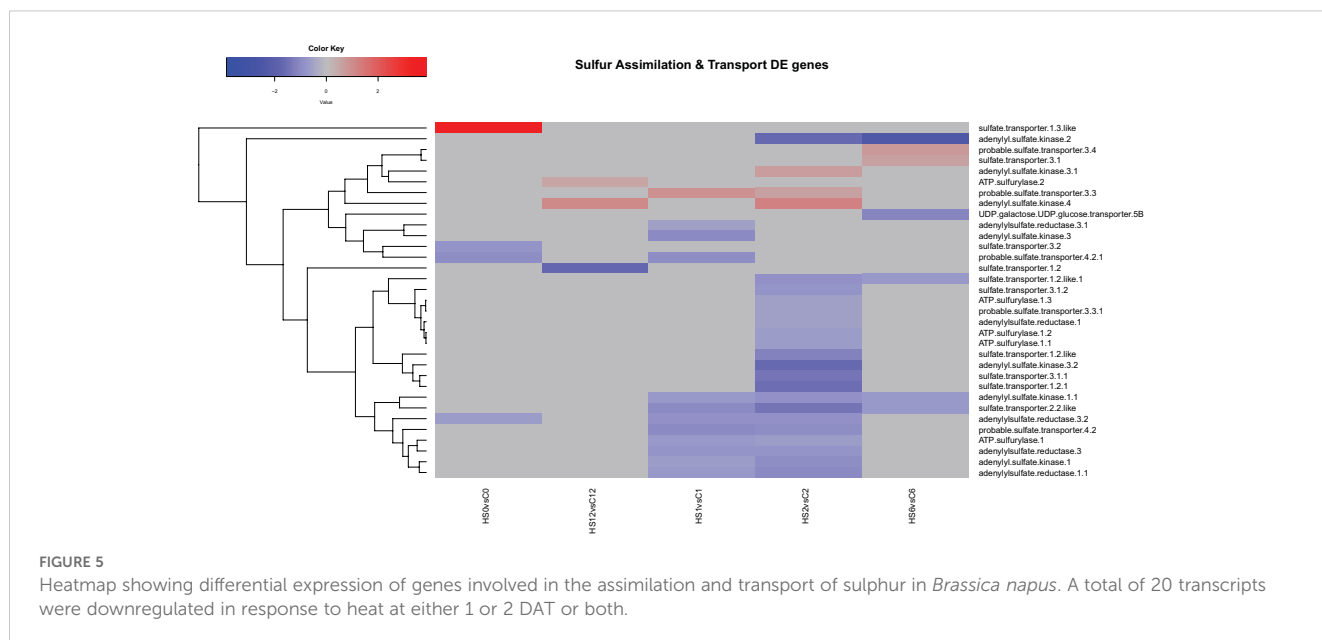 Color Key
−2
0
2
Value
Sulfur Assimilation & Transport DE genes
sulfate.transporter.1.3.like
adenylyl.sulfate.kinase.2
probable.sulfate.transporter.3.4
sulfate.transporter.3.1
adenylyl.sulfate.kinase.3.1
ATP.sulfurylase.2
probable.sulfate.transporter.3.3
adenylyl.sulfate.kinase.4
UDP.galactose.UDP.glucose.transporter.5B
adenylylsulfate.reductase.3.1
adenylyl.sulfate.kinase.3
sulfate.transporter.3.2
probable.sulfate.transporter.4.2.1
sulfate.transporter.1.2
sulfate.transporter.1.2.like.1
sulfate.transporter.3.1.2
ATP.sulfurylase.1.3
probable.sulfate.transporter.3.3.1
adenylylsulfate.reductase.1
ATP.sulfurylase.1.2
ATP.sulfurylase.1.1
sulfate.transporter.1.2.like
adenylyl.sulfate.kinase.3.2
sulfate.transporter.3.1.1
sulfate.transporter.1.2.1
adenylyl.sulfate.kinase.1.1
sulfate.transporter.2.2.like
adenylylsulfate.reductase.3.2
probable.sulfate.transporter.4.2
ATP.sulfurylase.1
adenylylsulfate.reductase.3
adenylyl.sulfate.kinase.1
adenylylsulfate.reductase.1.1
HS0vsC0
HS12vsC12
HS1vsC1
HS2vsC2
HS6vsC6
FIGURE 5
Heatmap showing differential expression of genes involved in the assimilation and transport of sulphur in Brassica napus. A total of 20 transcripts
were downregulated in response to heat at either 1 or 2 DAT or both.